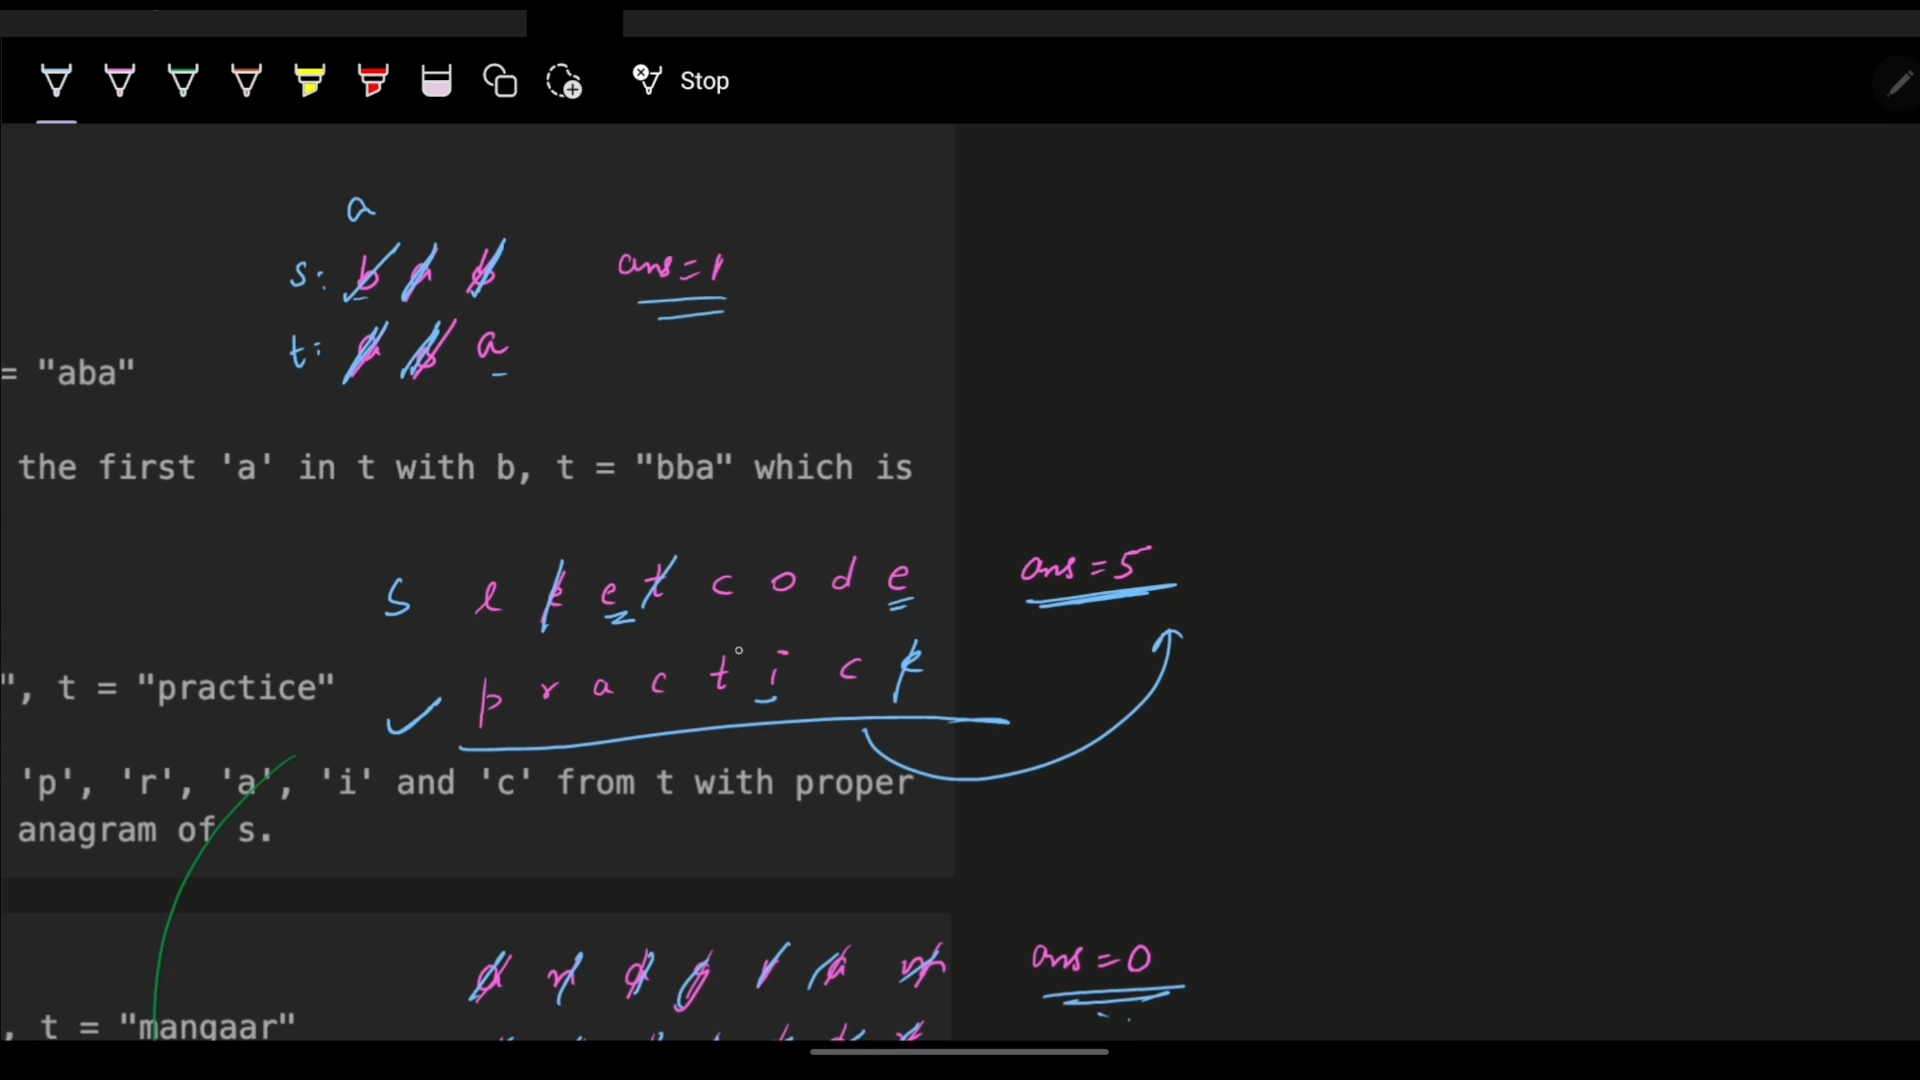 Stop
a
s: b a b ans = 1
t: a b a
= "aba"
the first 'a' in t with b, t = "bba" which is
S l e e t c o d e ans = 5
p r a c t i c e
", t = "practice"
'p', 'r', 'a', 'i' and 'c' from t with proper
anagram of s.
a n a g r a m ans = 0
, t = "mangaar"